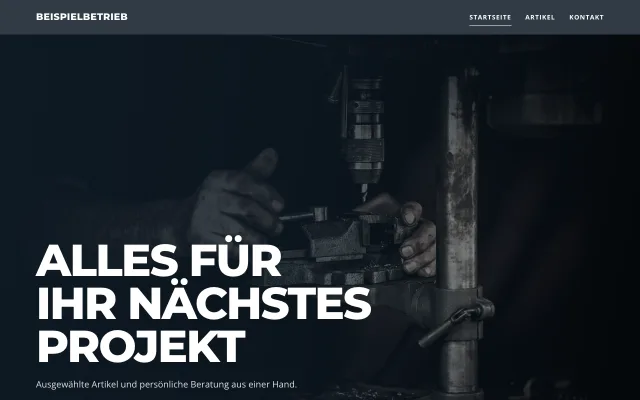 BEISPIELBETRIEB
STARTSEITE ARTIKEL KONTAKT
ALLES FÜR
IHR NÄCHSTES
PROJEKT
Ausgewählte Artikel und persönliche Beratung aus einer Hand.